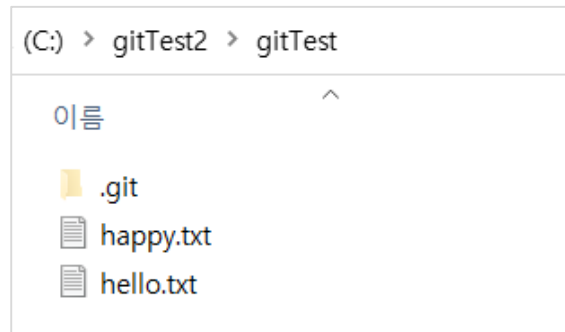 (C:) > gitTest2 > gitTest
이름
.git
happy.txt
hello.txt